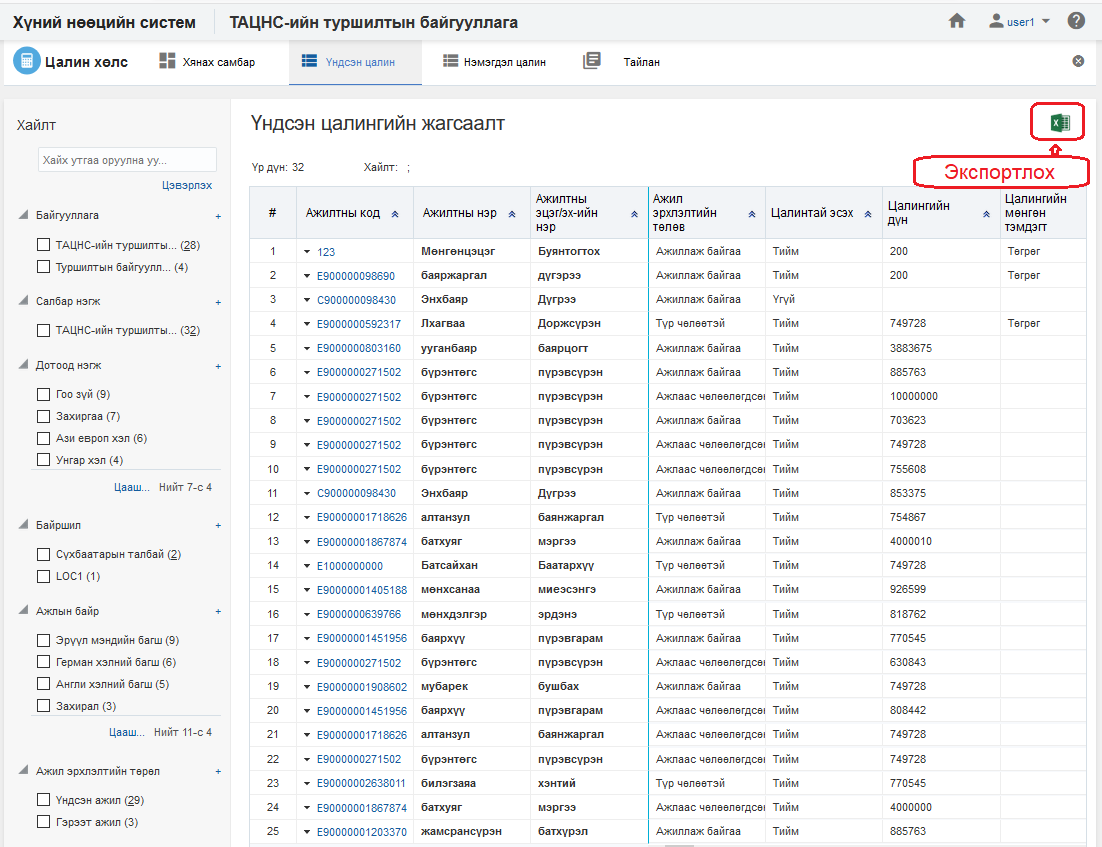 Хүний нөөцийн систем ТАЦНС-ийн туршилтын байгууллага user1
Цалин хөлс Хянах самбар Үндсэн цалин Нэмэгдэл цалин Тайлан
Хайлт
Хайх утгаа оруулна уу...
Цэвэрлэх
Байгууллага +
ТАЦНС-ийн туршилты... (28)
Туршилтын байгуулл... (4)
Салбар нэгж +
ТАЦНС-ийн туршилты... (32)
Дотоод нэгж +
Гоо зүй (9)
Захиргаа (7)
Ази европ хэл (6)
Унгар хэл (4)
Цааш... Нийт 7-с 4
Байршил +
Сүхбаатарын талбай (2)
LOC1 (1)
Ажлын байр +
Эрүүл мэндийн багш (9)
Герман хэлний багш (6)
Англи хэлний багш (5)
Захирал (3)
Цааш... Нийт 11-с 4
Ажил эрхлэлтийн төрөл +
Үндсэн ажил (29)
Гэрээт ажил (3)
Үндсэн цалингийн жагсаалт
Экспортлох
Үр дүн: 32 Хайлт: ;
# Ажилтны код Ажилтны нэр Ажилтны эцэг/эх-ийн нэр Ажил эрхлэлтийн төлөв Цалинтай эсэх Цалингийн дүн Цалингийн мөнгөн тэмдэгт
1 123 Мөнгөнцэцэг Буянтогтох Ажиллаж байгаа Тийм 200 Төгрөг
2 E900000098690 баяржаргал дүгэрээ Ажиллаж байгаа Тийм 200 Төгрөг
3 C900000098430 Энхбаяр Дүгрээ Ажиллаж байгаа Үгүй
4 E9000000592317 Лхагваа Доржсүрэн Түр чөлөөтэй Тийм 749728 Төгрөг
5 E9000000803160 ууганбаяр баярцогт Ажиллаж байгаа Тийм 3883675
6 E9000000271502 бүрэнтөгс пүрэвсүрэн Ажиллаж байгаа Тийм 885763
7 E9000000271502 бүрэнтөгс пүрэвсүрэн Ажлаас чөлөөлөгдсөн Тийм 10000000
8 E9000000271502 бүрэнтөгс пүрэвсүрэн Ажиллаж байгаа Тийм 703623
9 E9000000271502 бүрэнтөгс пүрэвсүрэн Ажлаас чөлөөлөгдсөн Тийм 749728
10 E9000000271502 бүрэнтөгс пүрэвсүрэн Ажлаас чөлөөлөгдсөн Тийм 755608
11 C900000098430 Энхбаяр Дүгрээ Ажиллаж байгаа Тийм 853375
12 E90000001718626 алтанзул баянжаргал Түр чөлөөтэй Тийм 754867
13 E90000001867874 батхуяг мэргээ Ажиллаж байгаа Тийм 4000010
14 E1000000000 Батсайхан Баатархүү Түр чөлөөтэй Тийм 749728
15 E90000001405188 мөнхсанаа миеэсэнгэ Ажиллаж байгаа Тийм 926599
16 E9000000639766 мөнхдэлгэр эрдэнэ Түр чөлөөтэй Тийм 818762
17 E90000001451956 баярхүү пүрэвгарам Ажиллаж байгаа Тийм 770545
18 E9000000271502 бүрэнтөгс пүрэвсүрэн Ажлаас чөлөөлөгдсөн Тийм 630843
19 E90000001908602 мубарек бушбах Ажиллаж байгаа Тийм 749728
20 E90000001451956 баярхүү пүрэвгарам Ажлаас чөлөөлөгдсөн Тийм 808442
21 E90000001718626 алтанзул баянжаргал Ажлаас чөлөөлөгдсөн Тийм 749728
22 E9000000271502 бүрэнтөгс пүрэвсүрэн Ажлаас чөлөөлөгдсөн Тийм 749728
23 E90000002638011 билэгзаяа хэнтий Түр чөлөөтэй Тийм 770545
24 E90000001867874 батхуяг мэргээ Ажлаас чөлөөлөгдсөн Тийм 4000000
25 E90000001203370 жамсрансүрэн батхүрэл Ажиллаж байгаа Тийм 885763